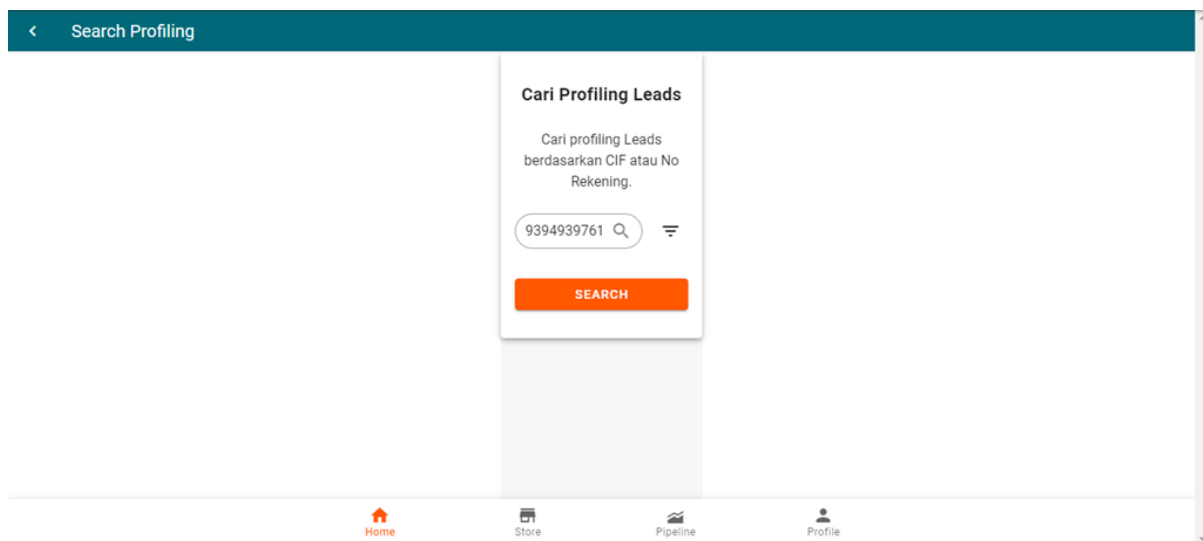 Search Profiling
Cari Profiling Leads
Cari profiling Leads
berdasarkan CIF atau No
Rekening.
9394939761
SEARCH
Home
Store
Pipeline
Profile